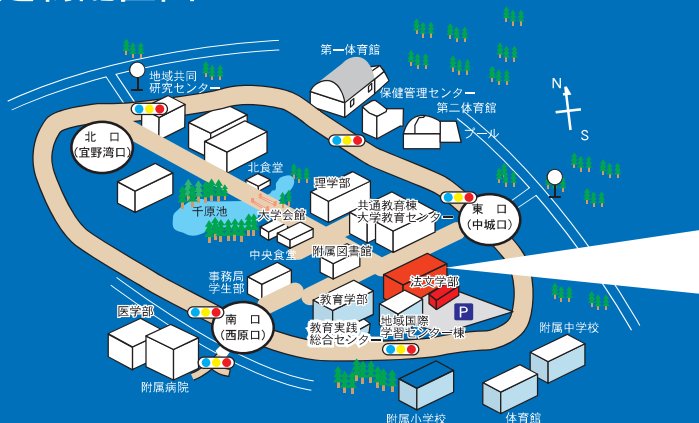 第一体育館
地域共同
研究センター
保健管理センター
第二体育館
プール
N
S
北 口
(宜野湾口)
北食堂
理学部
千原池
大学会館
共通教育棟
大学教育センター
東 口
(中城口)
中央食堂
附属図書館
事務局
学生部
法文学部
教育学部
P
医学部
南 口
(西原口)
教育実践
総合センター
地域国際
学習センター棟
附属中学校
附属病院
附属小学校
体育館